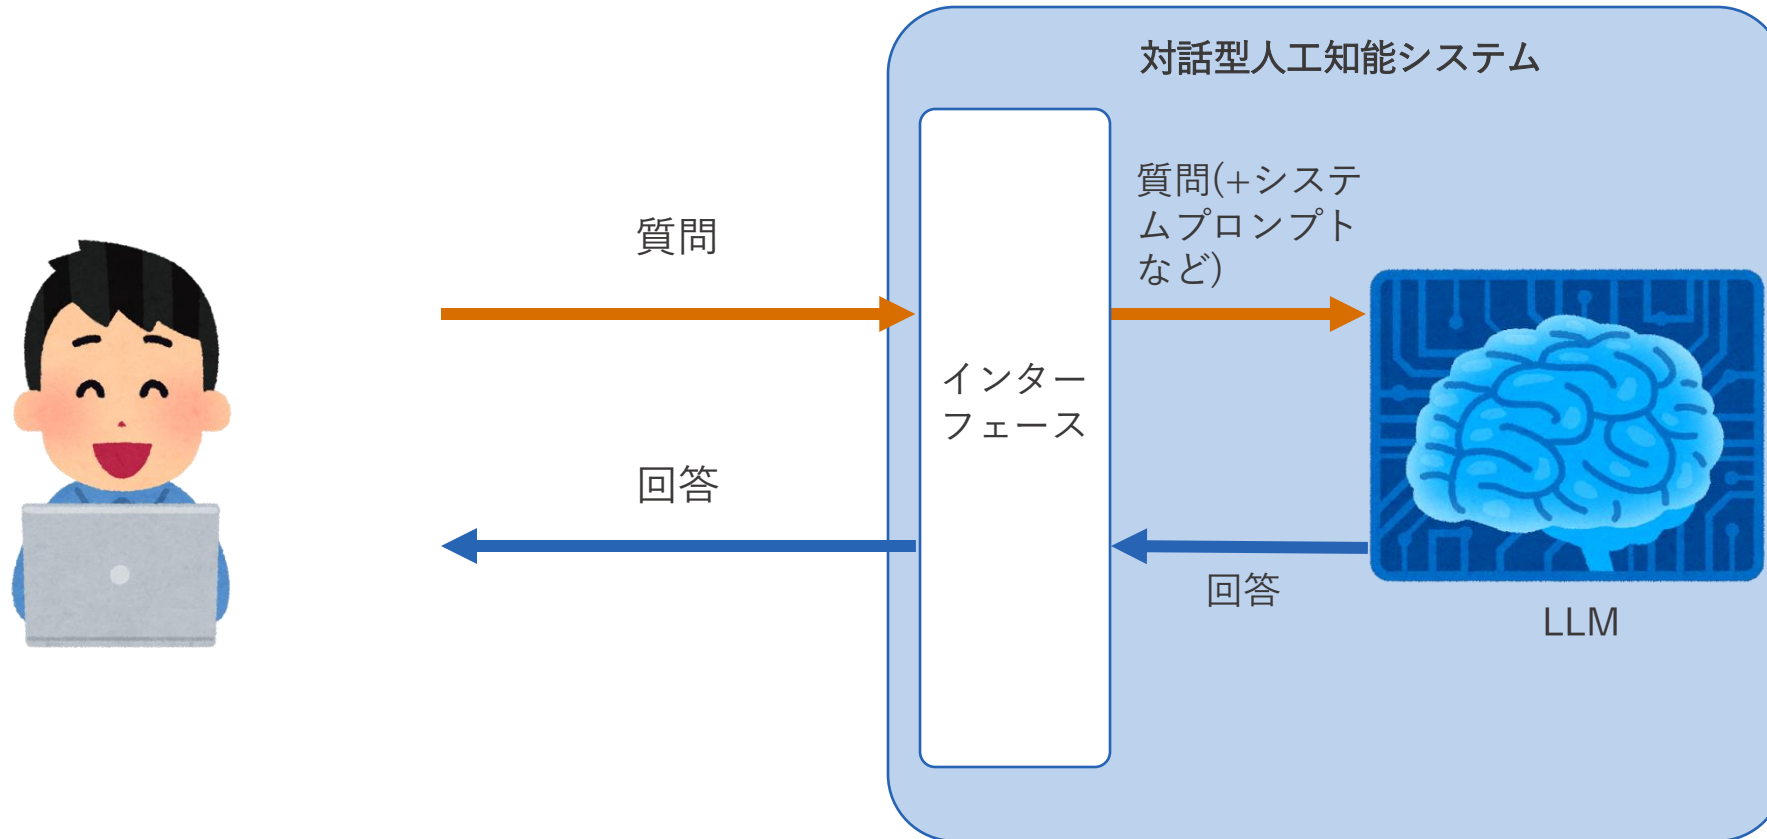 対話型人工知能システム
質問
質問(+システ
ムプロンプト
など)
インター
フェース
回答
回答
LLM